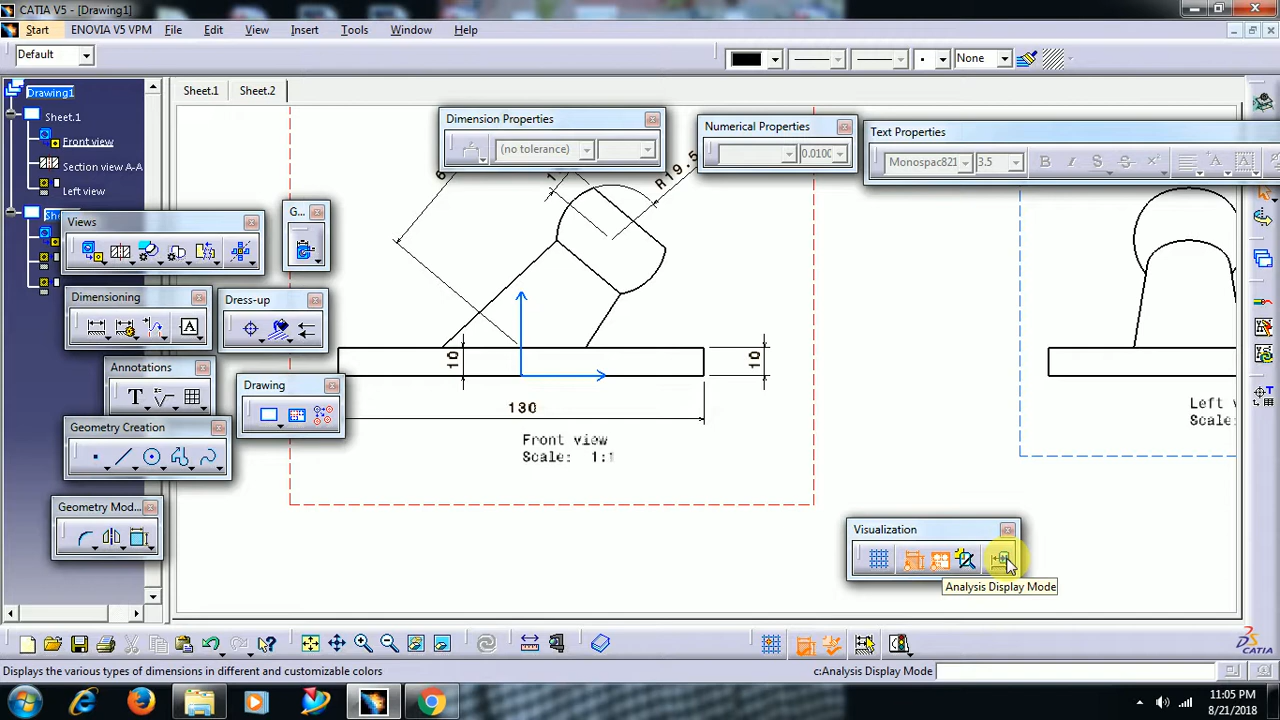 CATIA V5 - [Drawing1]
Start ENOVIA V5 VPM File Edit View Insert Tools Window Help
Default
None
Drawing1
Sheet.1
Front view
Section view A-A
Left view
Sheet.1 Sheet.2
Dimension Properties
(no tolerance)
Numerical Properties
0.0100
Text Properties
Monospac821 3.5
B I S S
Views
G...
Dimensioning
Dress-up
Annotations
Drawing
Geometry Creation
Geometry Mod...
R19.5
10
10
130
Front view
Scale: 1:1
Left v
Scale:
Visualization
Analysis Display Mode
Displays the various types of dimensions in different and customizable colors
c:Analysis Display Mode
CATIA
11:05 PM
8/21/2018